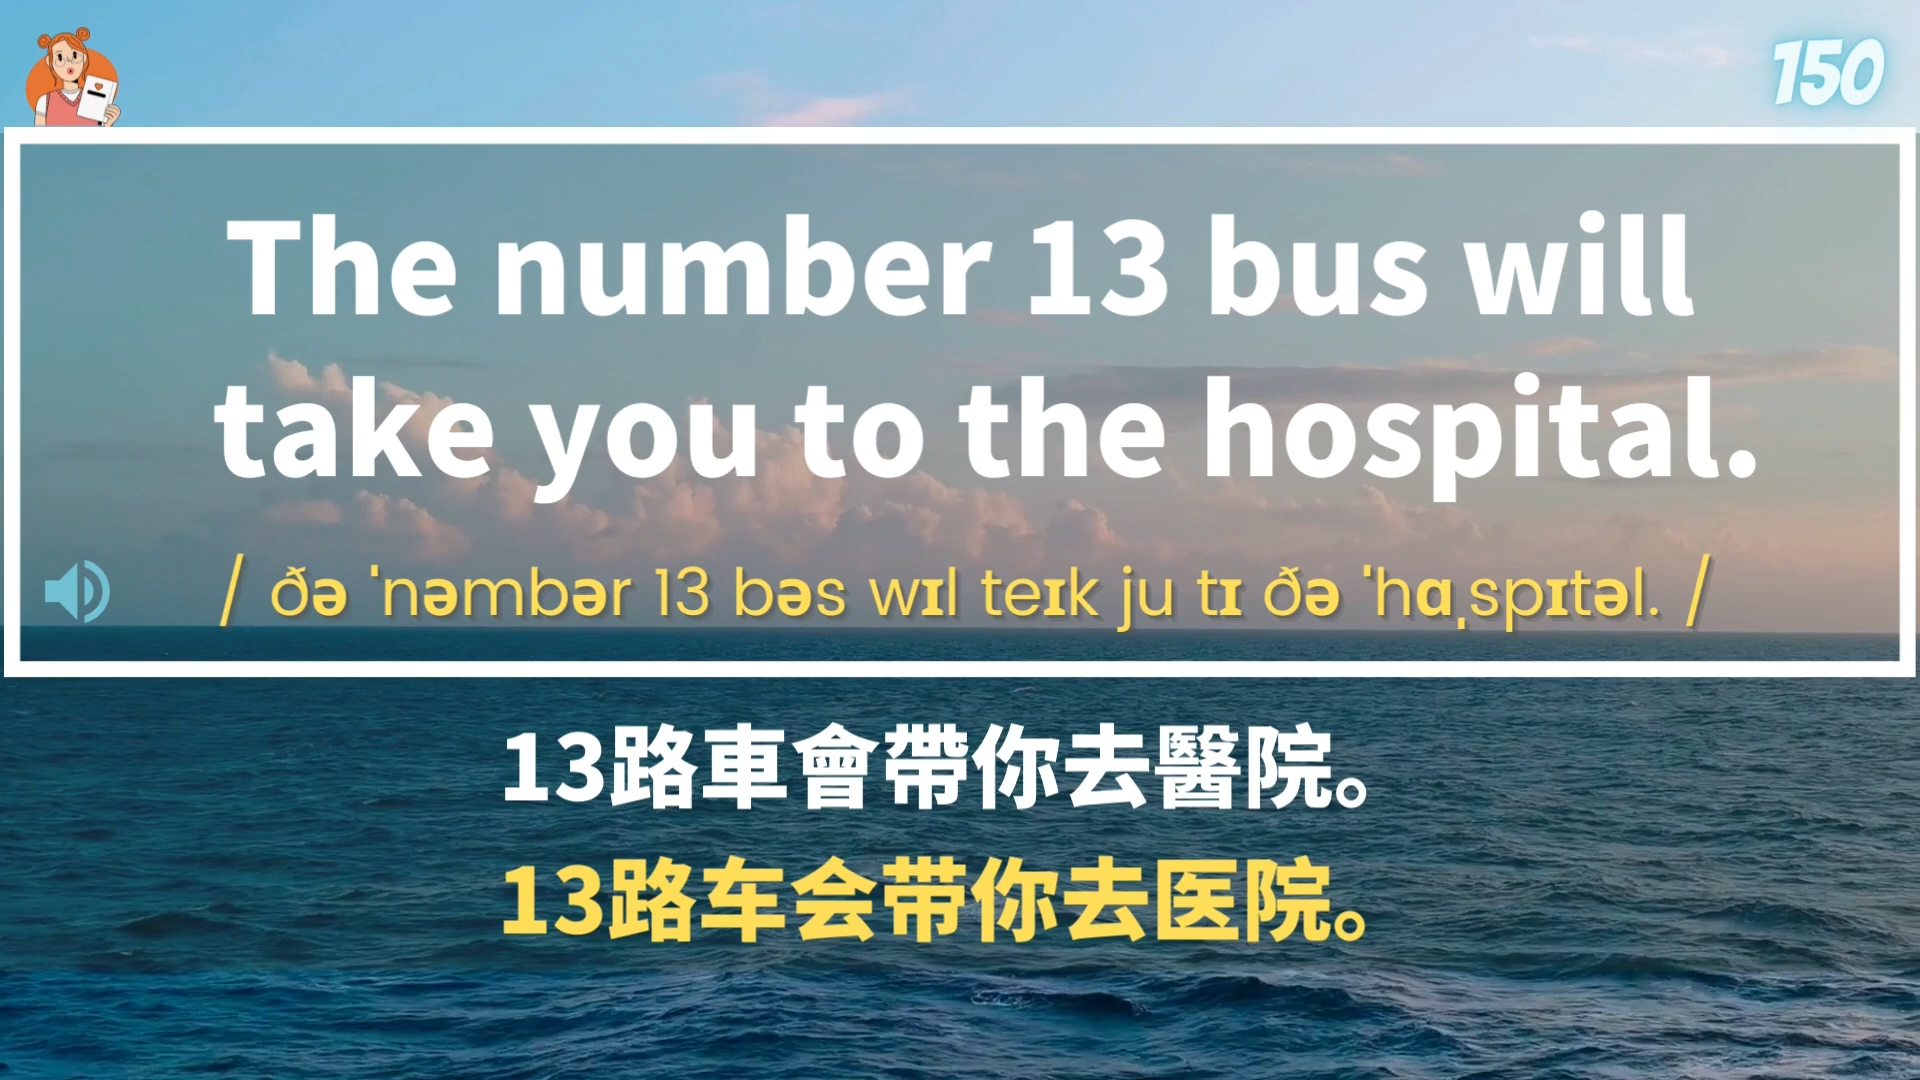 150
The number 13 bus will
take you to the hospital.
/ ðə ˈnəmbər 13 bəs wɪl teɪk ju tɪ ðə ˈhɑˌspɪtəl. /
13路車會帶你去醫院。
13路车会带你去医院。